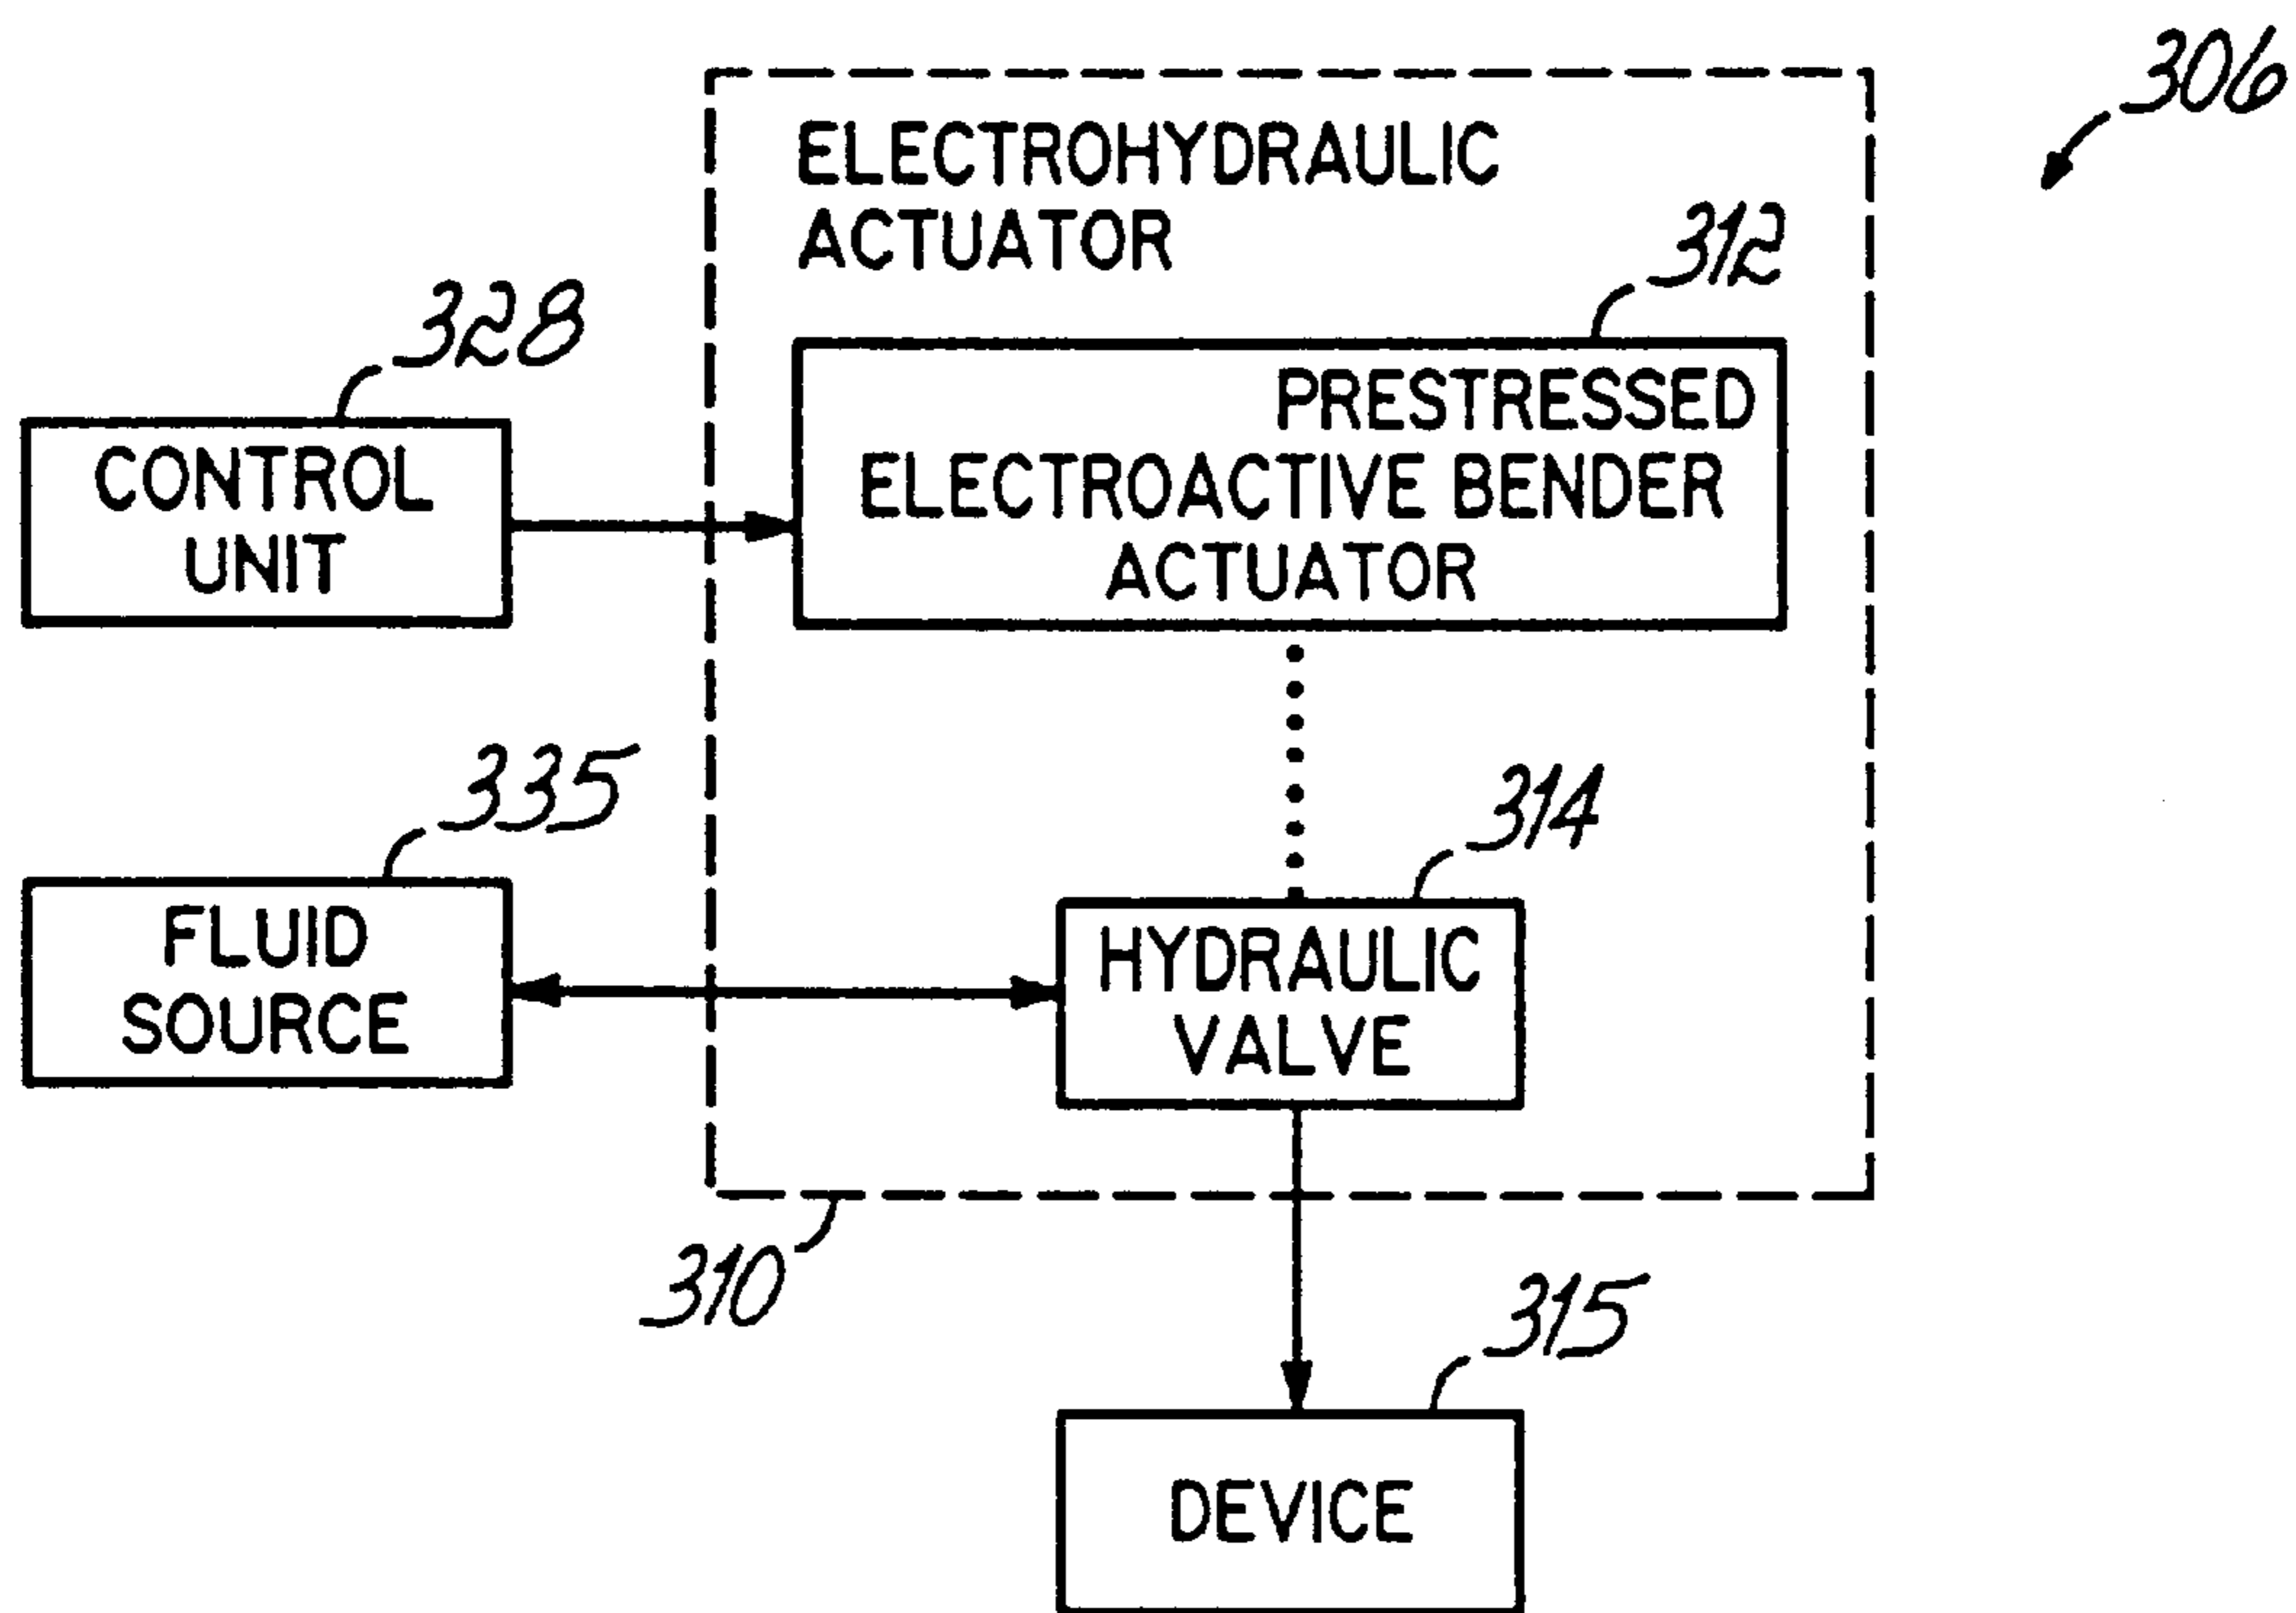 306
ELECTROHYDRAULIC
ACTUATOR
312
328
PRESTRESSED
ELECTROACTIVE BENDER
ACTUATOR
CONTROL
UNIT
335
314
FLUID
SOURCE
HYDRAULIC
VALVE
310
315
DEVICE